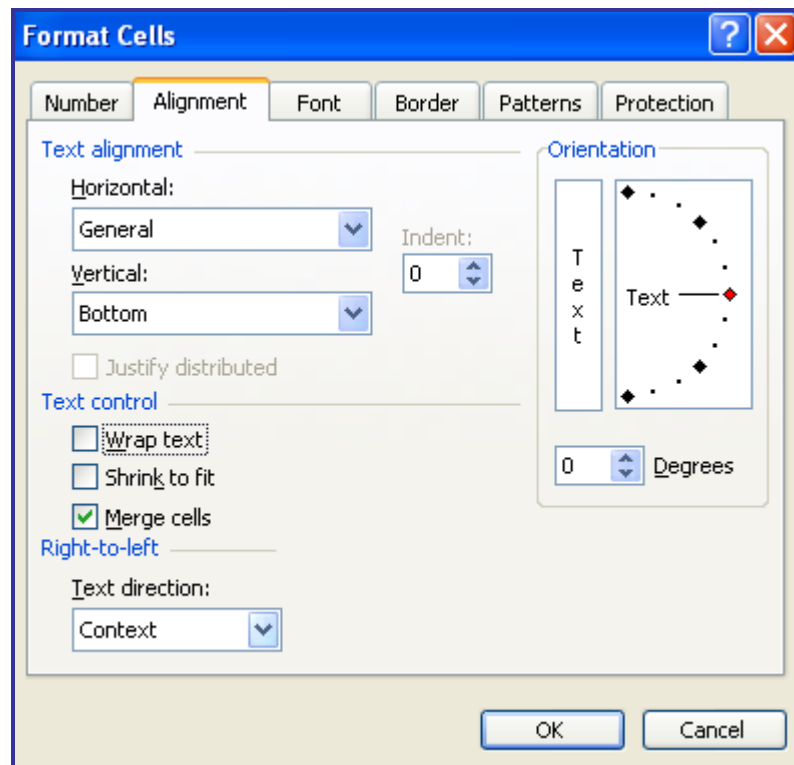 Format Cells
Number Alignment Font Border Patterns Protection
Text alignment
Horizontal:
General
Indent:
0
Vertical:
Bottom
Justify distributed
Text control
Wrap text
Shrink to fit
Merge cells
Right-to-left
Text direction:
Context
Orientation
Text
Text
0 Degrees
OK Cancel